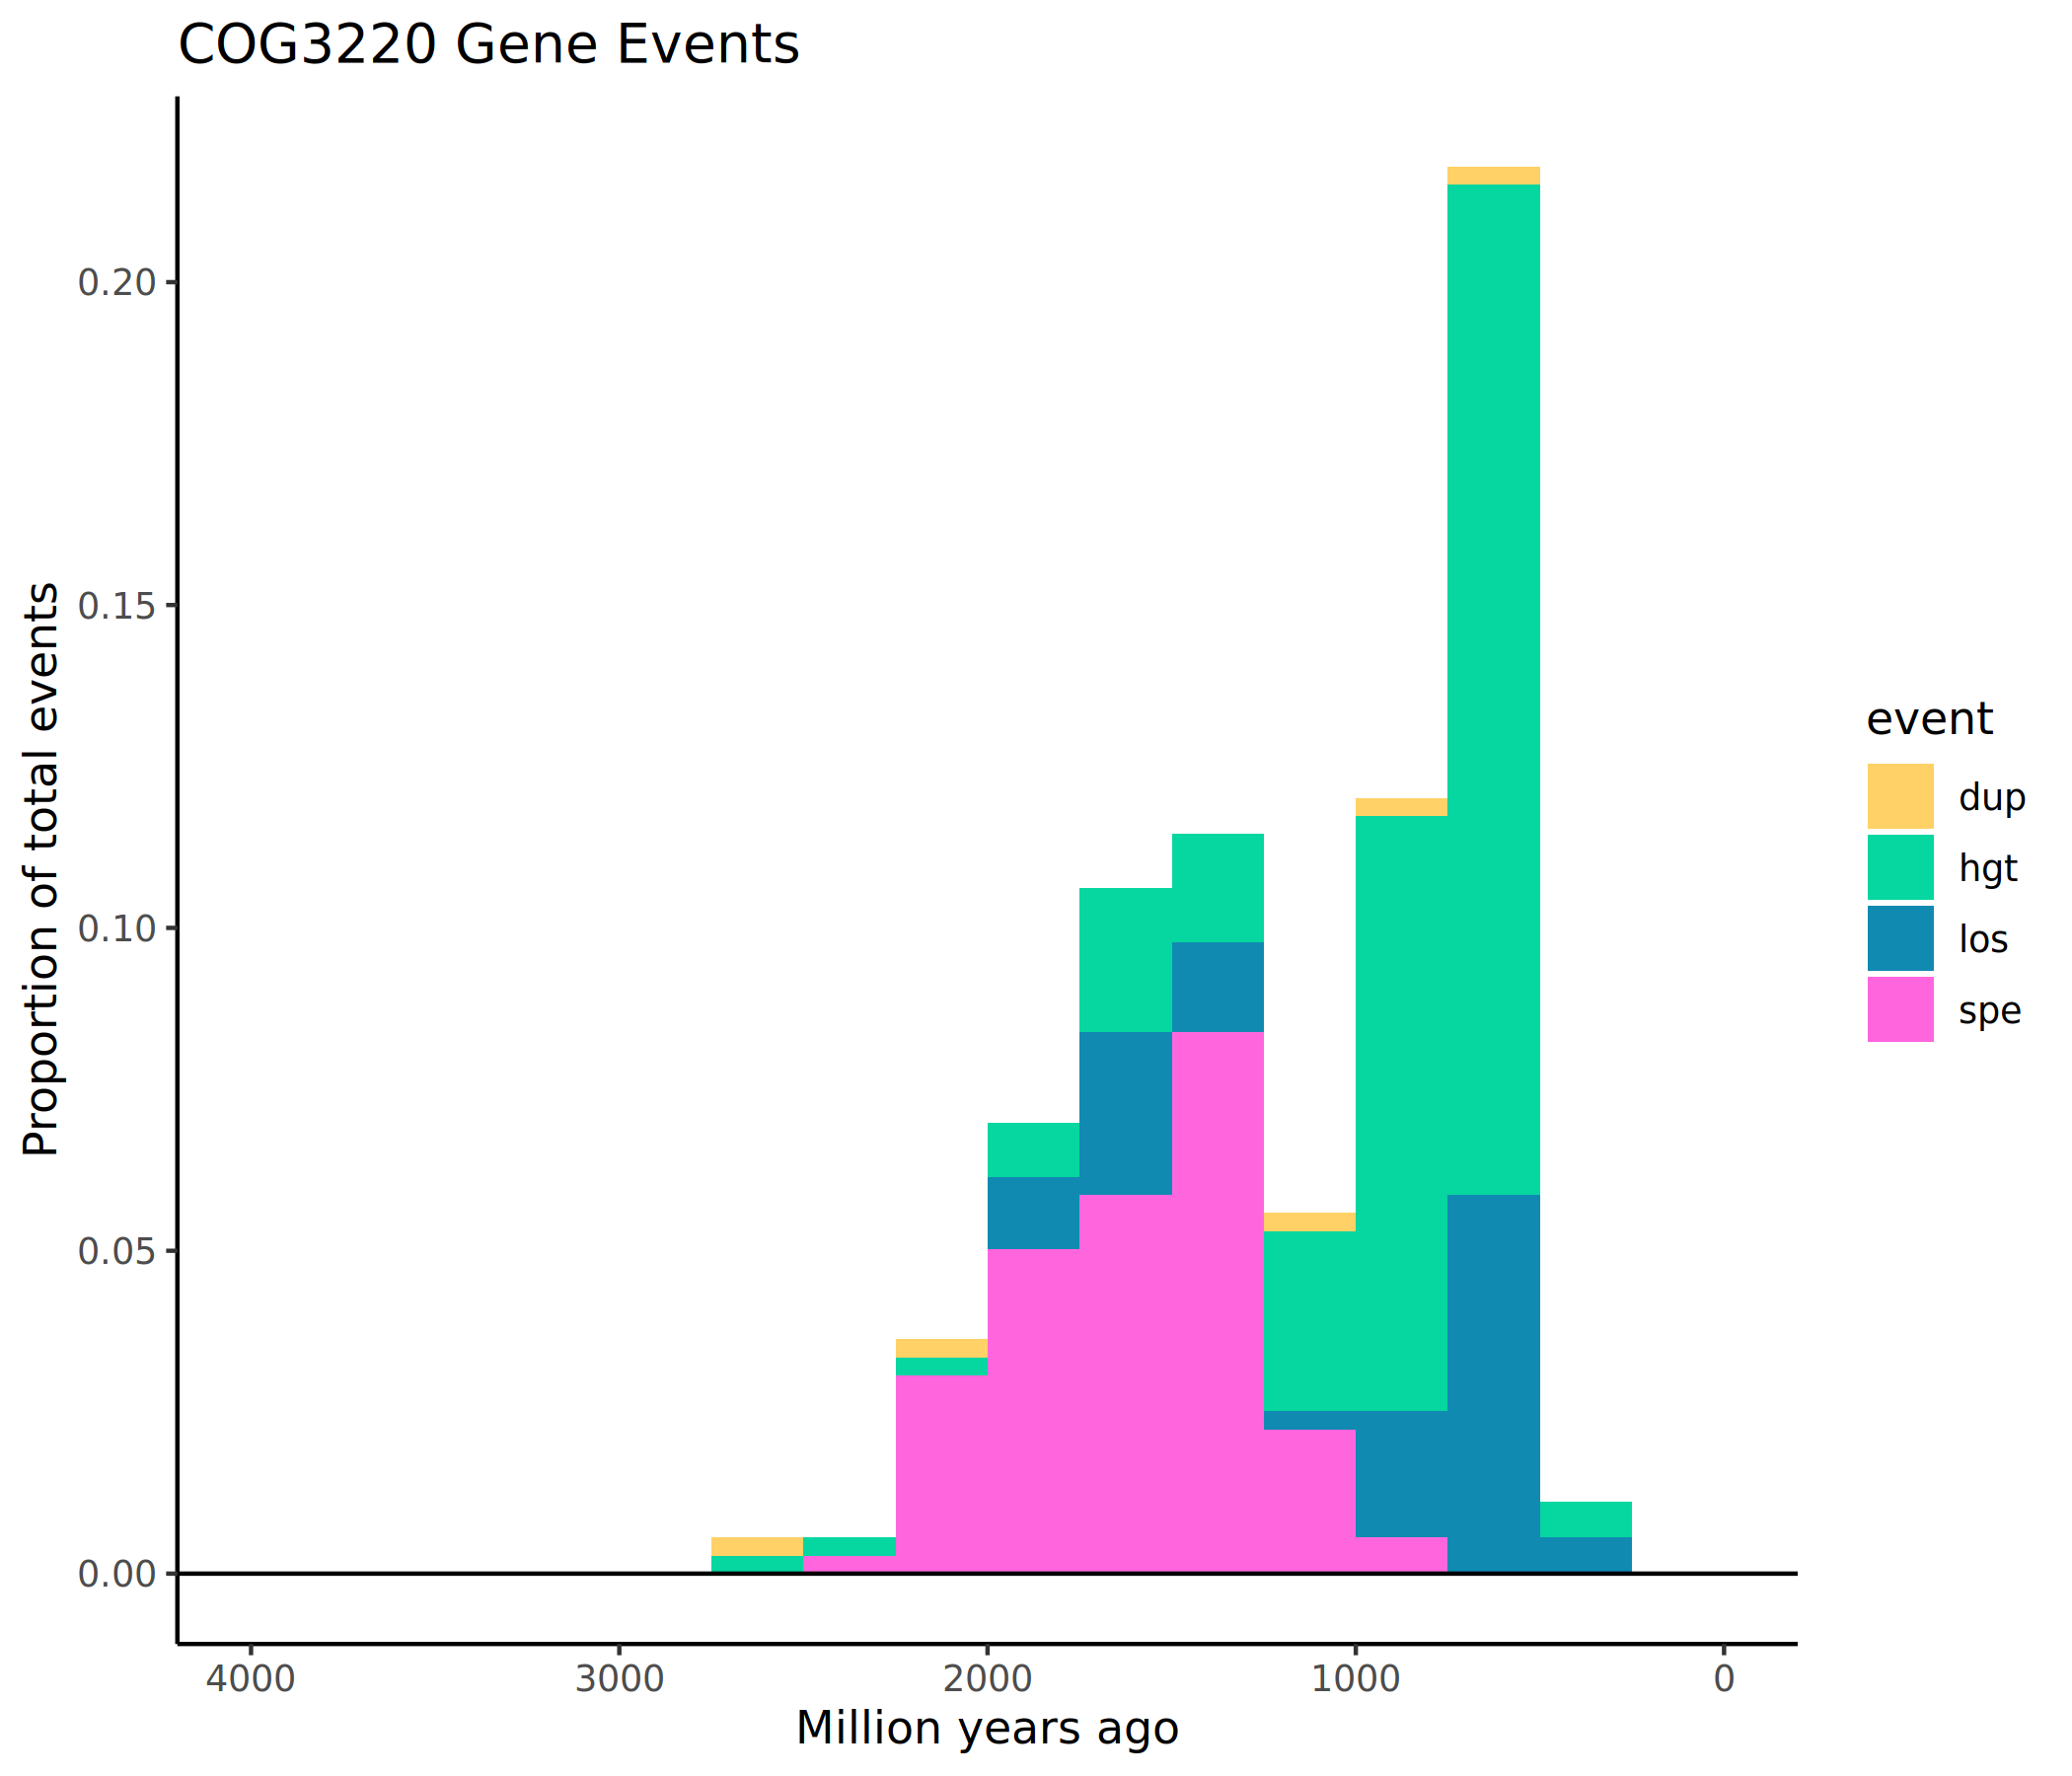 COG3220 Gene Events
Proportion of total events
0.20
0.15
0.10
0.05
0.00
4000 3000 2000 1000 0
Million years ago
event
dup
hgt
los
spe